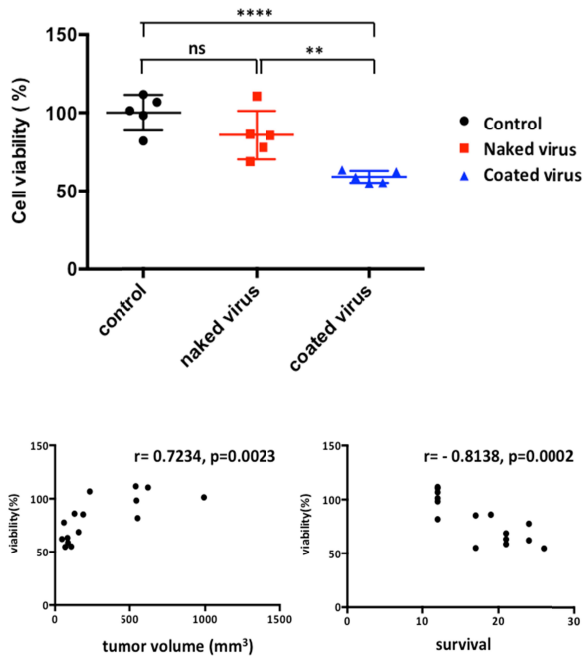 ****
ns
**
150
100
50
0
Cell viability ( %)
control
naked virus
coated virus
Control
Naked virus
Coated virus
r= 0.7234, p=0.0023
150
100
50
0
viability(%)
0
500
1000
1500
tumor volume (mm³)
r= - 0.8138, p=0.0002
150
100
50
0
viability(%)
0
10
20
30
survival